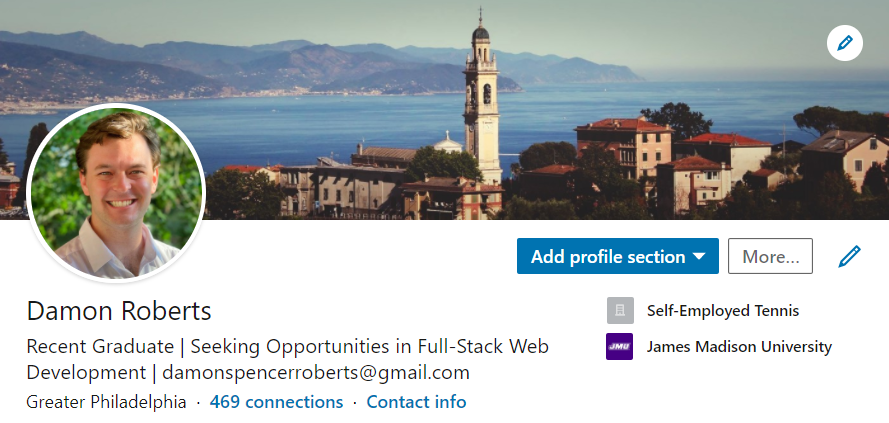 Add profile section
More...
Damon Roberts
Self-Employed Tennis
Recent Graduate | Seeking Opportunities in Full-Stack Web
Development | damonspencerroberts@gmail.com
JMU
James Madison University
Greater Philadelphia · 469 connections · Contact info